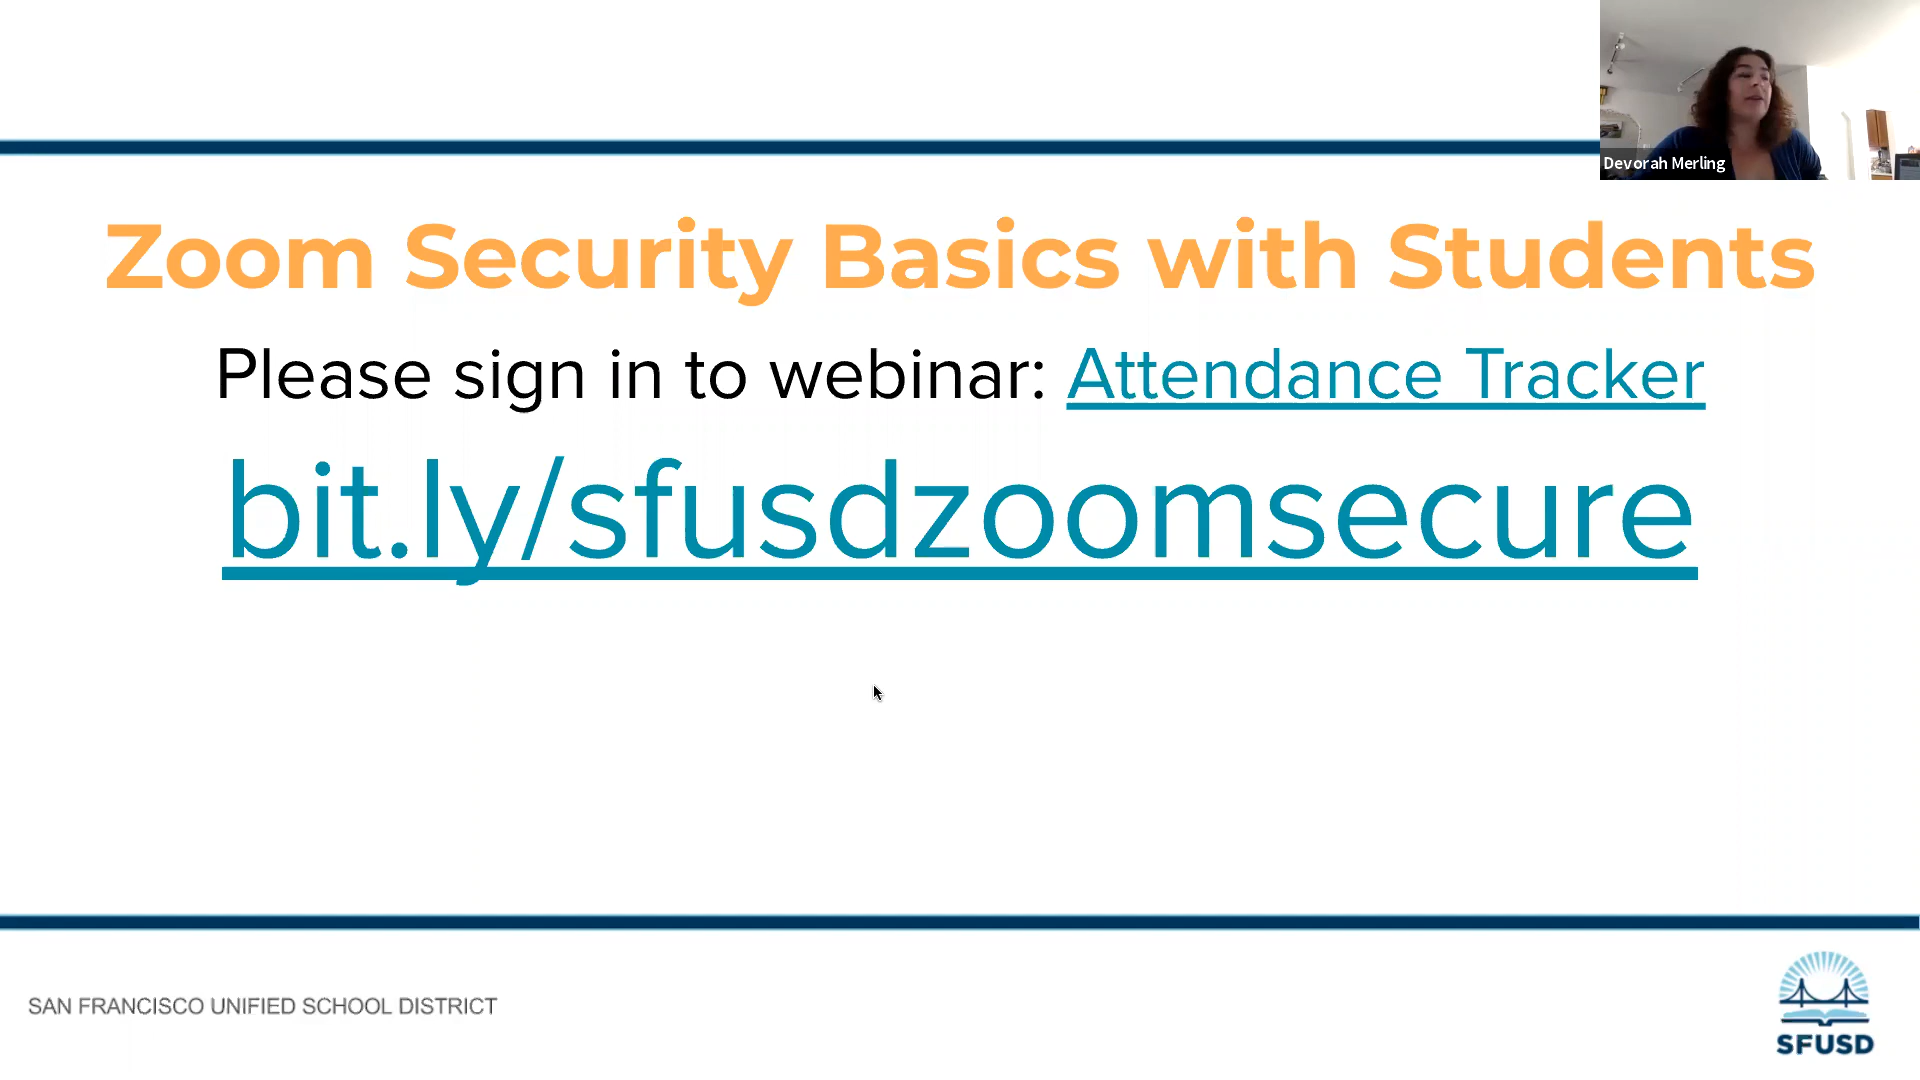 Devorah Merling
Zoom Security Basics with Students
Please sign in to webinar: Attendance Tracker
bit.ly/sfusdzoomsecure
SAN FRANCISCO UNIFIED SCHOOL DISTRICT
SFUSD